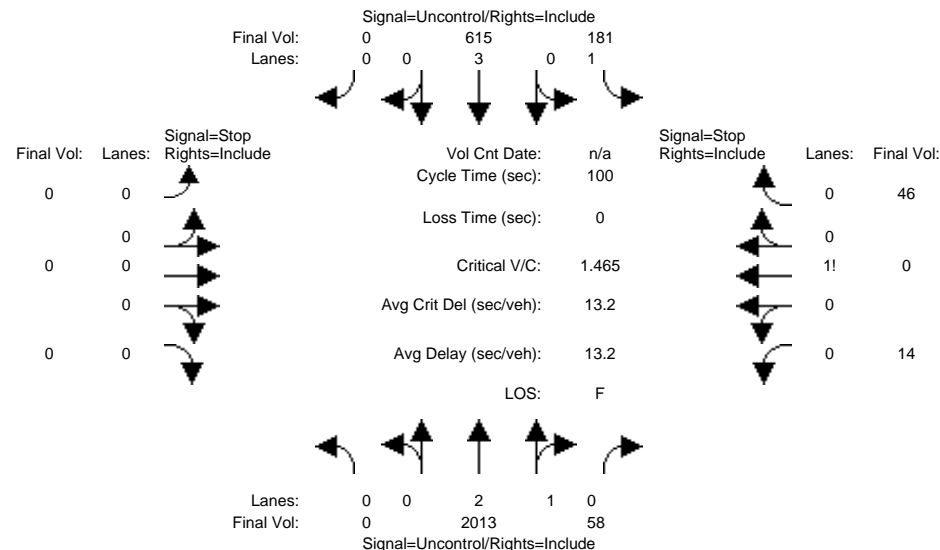 Signal=Uncontrol/Rights=Include
Final Vol: 0 615 181
Lanes: 0 0 3 0 1
Signal=Stop
Final Vol: Lanes: Rights=Include
Vol Cnt Date: n/a
Signal=Stop
Rights=Include Lanes: Final Vol:
Cycle Time (sec): 100
0 0
0 46
Loss Time (sec): 0
0
0
0 0
Critical V/C: 1.465
1! 0
0
Avg Crit Del (sec/veh): 13.2
0
0 0
Avg Delay (sec/veh): 13.2
0 14
LOS: F
Lanes: 0 0 2 1 0
Final Vol: 0 2013 58
Signal=Uncontrol/Rights=Include